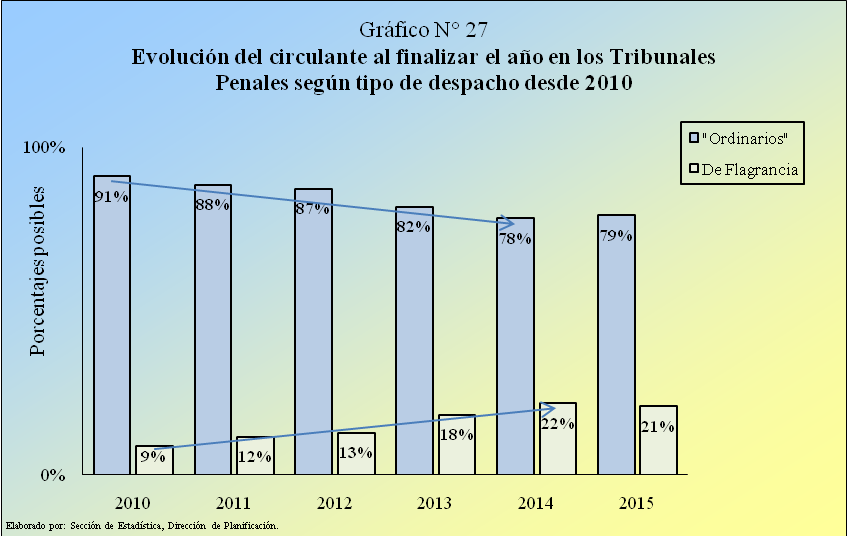 Gráfico N° 27
Evolución del circulante al finalizar el año en los Tribunales
Penales según tipo de despacho desde 2010
"Ordinarios"
De Flagrancia
100%
0%
Porcentajes posibles
91%
9%
88%
12%
87%
13%
82%
18%
78%
22%
79%
21%
2010
2011
2012
2013
2014
2015
Elaborado por: Sección de Estadística, Dirección de Planificación.